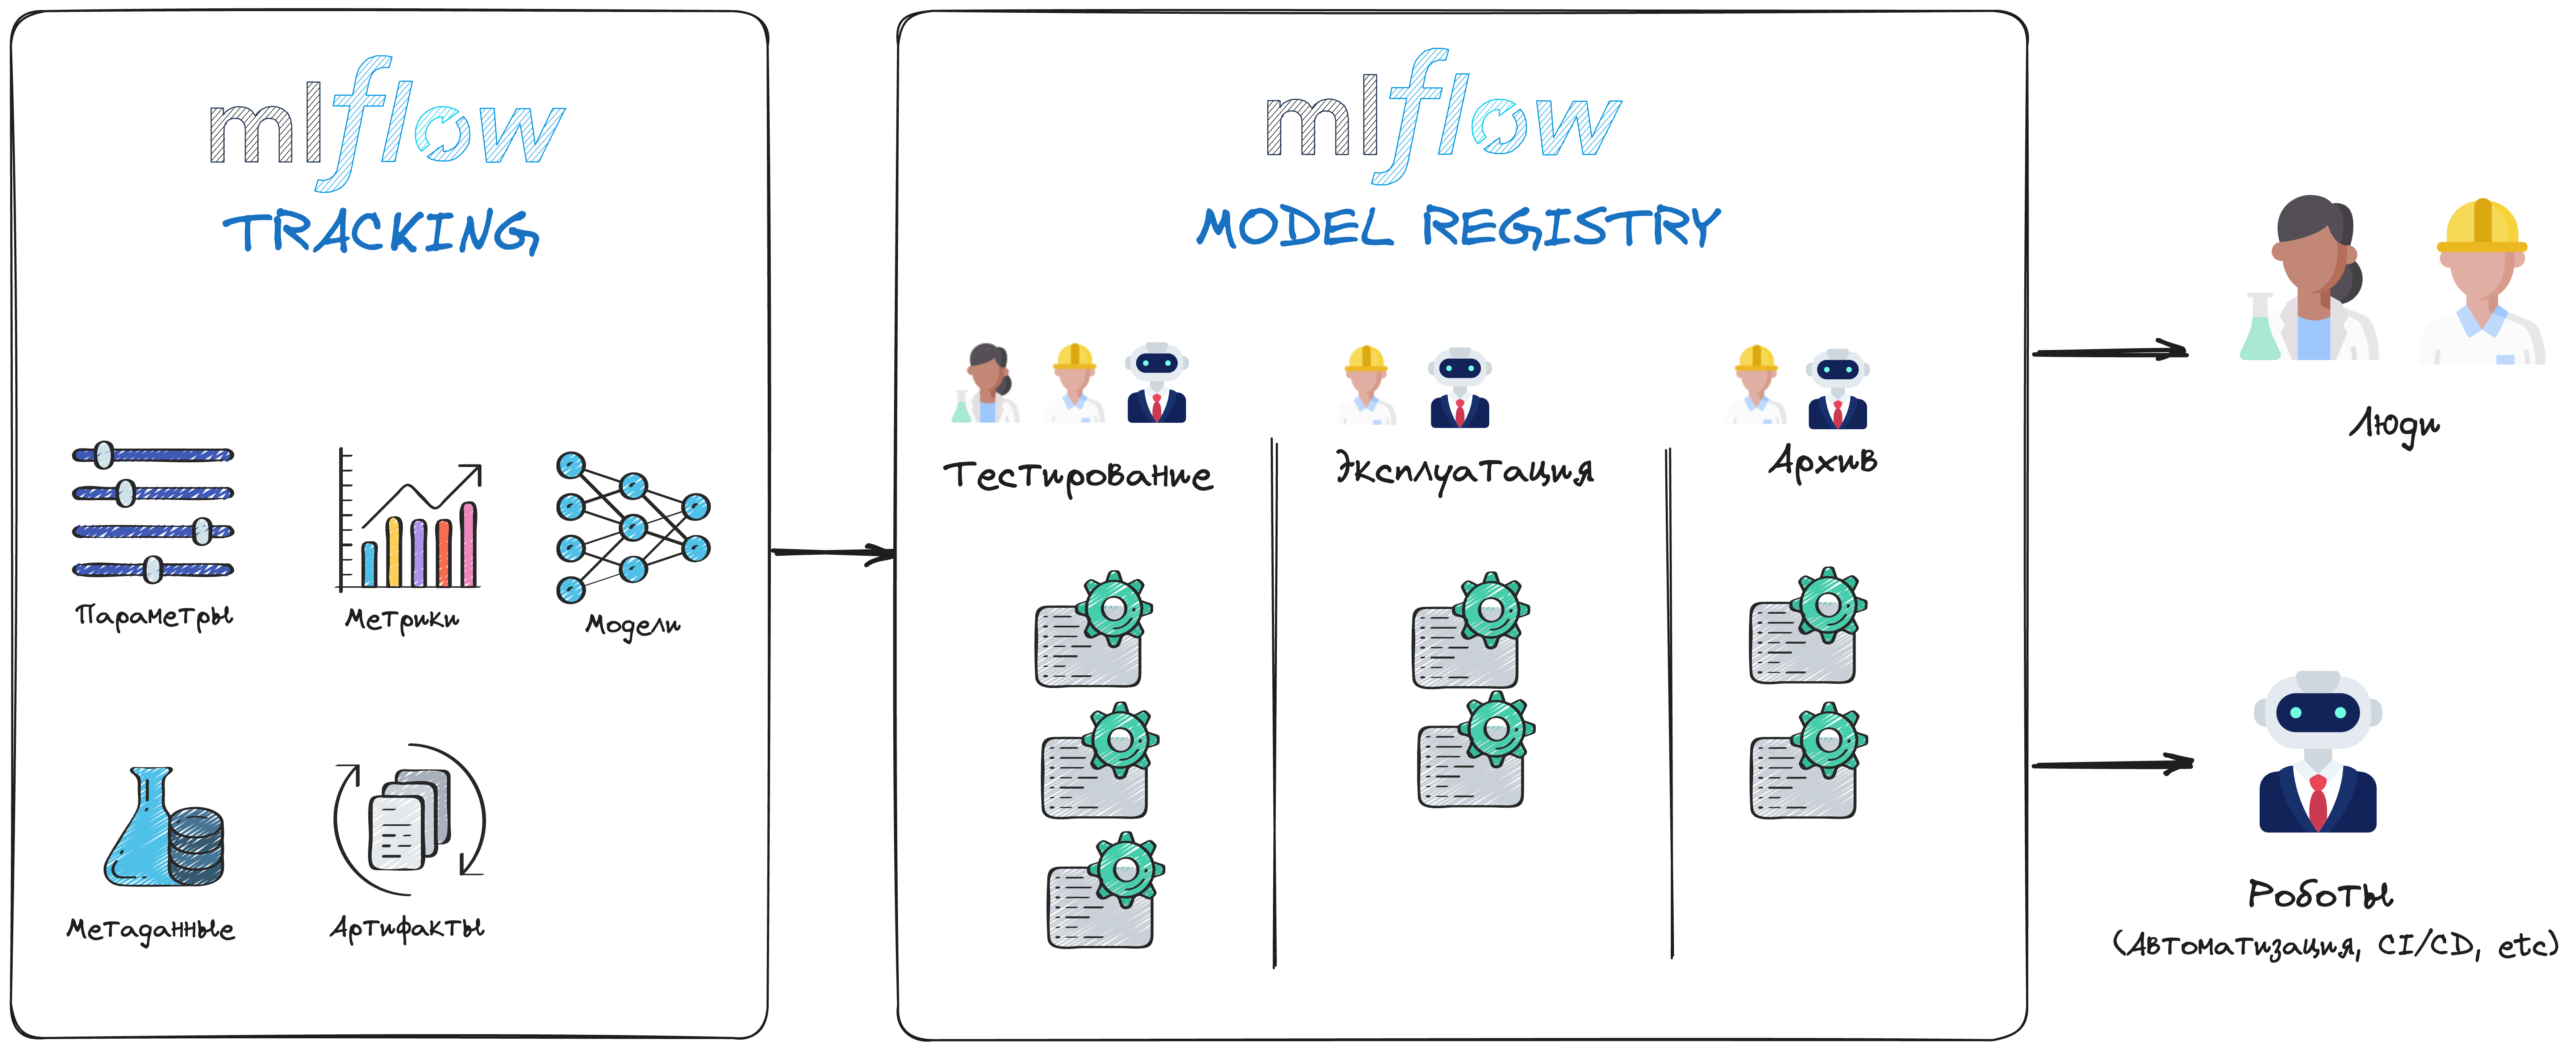 mlflow
TRACKING
Параметры
Метрики
Модели
Метаданные
Артифакты
mlflow
MODEL REGISTRY
Тестирование
Эксплуатация
Архив
Люди
Роботы
(Автоматизация, CI/CD, etc)